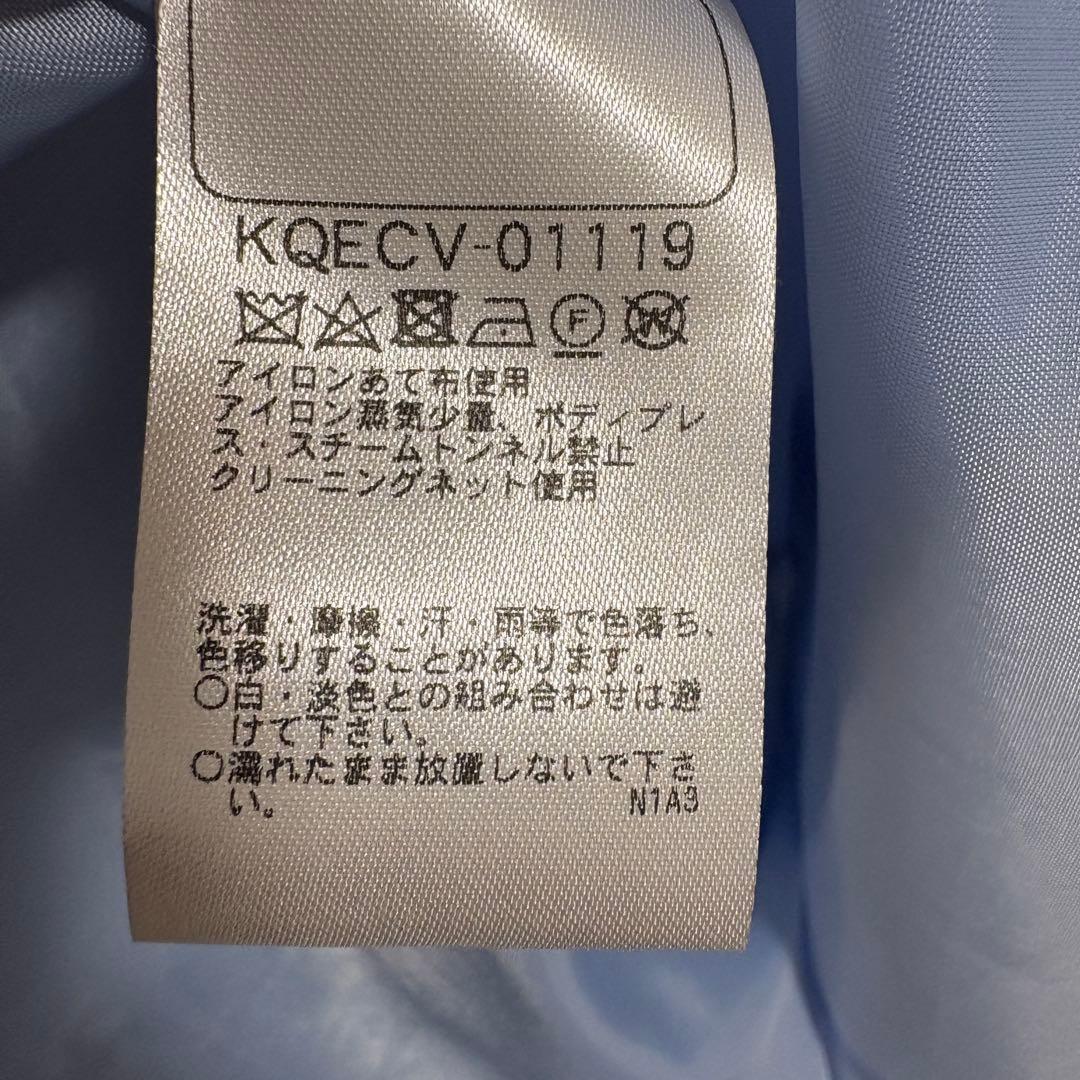 KQECV-01119
F
W
アイロンあて布使用
アイロン蒸気少量、ボディプレ
ス・スチームトンネル禁止
クリーニングネット使用
洗濯・摩擦・汗・雨等で色落ち、
色移りすることがあります。
○白・淡色との組み合わせは避
けて下さい。
○濡れたまま放置しないで下さ
い。
N1A3